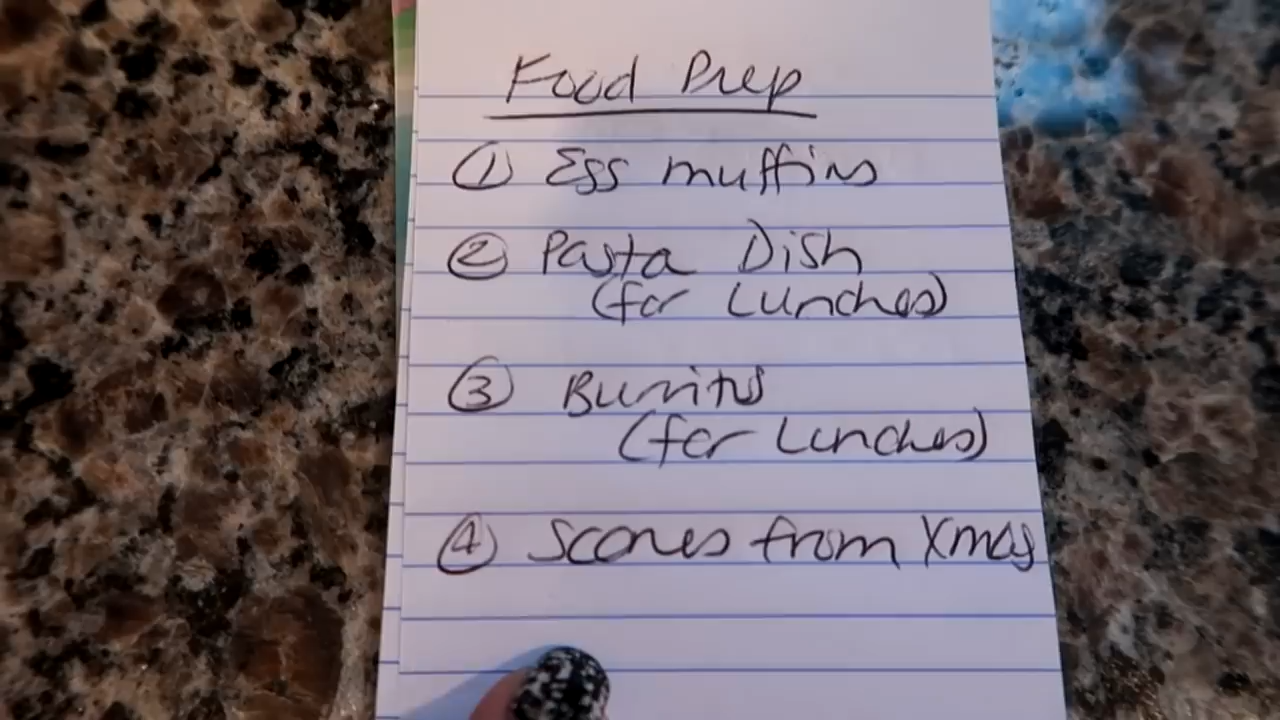 Food Prep
① Egg muffins
② Pasta Dish
(for Lunches)
③ Burritos
(for Lunches)
④ Scones from Xmas